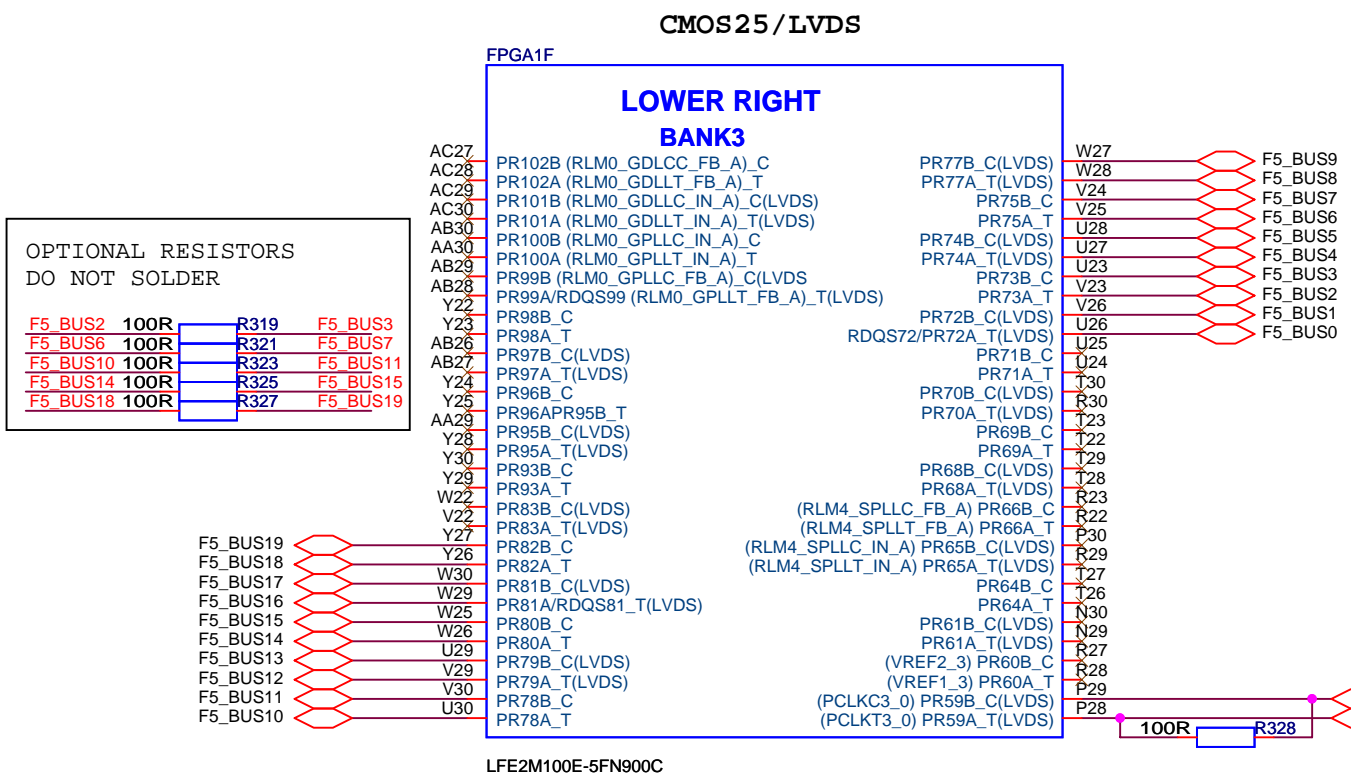 CMOS25/LVDS
FPGA1F
LOWER RIGHT
BANK3
OPTIONAL RESISTORS
DO NOT SOLDER
F5_BUS2 100R R319 F5_BUS3
F5_BUS6 100R R321 F5_BUS7
F5_BUS10 100R R323 F5_BUS11
F5_BUS14 100R R325 F5_BUS15
F5_BUS18 100R R327 F5_BUS19
AC27 PR102B (RLM0_GDLCC_FB_A)_C
AC28 PR102A (RLM0_GDLLT_FB_A)_T
AC29 PR101B (RLM0_GDLLC_IN_A)_C(LVDS)
AC30 PR101A (RLM0_GDLLT_IN_A)_T(LVDS)
AB30 PR100B (RLM0_GPLLC_IN_A)_C
AA30 PR100A (RLM0_GPLLT_IN_A)_T
AB29 PR99B (RLM0_GPLLC_FB_A)_C(LVDS
AB28 PR99A/RDQS99 (RLM0_GPLLT_FB_A)_T(LVDS)
Y22 PR98B_C
Y23 PR98A_T
AB26 PR97B_C(LVDS)
AB27 PR97A_T(LVDS)
Y24 PR96B_C
Y25 PR96APR95B_T
AA29 PR95B_C(LVDS)
Y28 PR95A_T(LVDS)
Y30 PR93B_C
Y29 PR93A_T
W22 PR83B_C(LVDS)
V22 PR83A_T(LVDS)
F5_BUS19 Y27 PR82B_C
F5_BUS18 Y26 PR82A_T
F5_BUS17 W30 PR81B_C(LVDS)
F5_BUS16 W29 PR81A/RDQS81_T(LVDS)
F5_BUS15 W25 PR80B_C
F5_BUS14 W26 PR80A_T
F5_BUS13 U29 PR79B_C(LVDS)
F5_BUS12 V29 PR79A_T(LVDS)
F5_BUS11 V30 PR78B_C
F5_BUS10 U30 PR78A_T
PR77B_C(LVDS) W27 F5_BUS9
PR77A_T(LVDS) W28 F5_BUS8
PR75B_C V24 F5_BUS7
PR75A_T V25 F5_BUS6
PR74B_C(LVDS) U28 F5_BUS5
PR74A_T(LVDS) U27 F5_BUS4
PR73B_C U23 F5_BUS3
PR73A_T V23 F5_BUS2
PR72B_C(LVDS) V26 F5_BUS1
RDQS72/PR72A_T(LVDS) U26 F5_BUS0
PR71B_C U25
PR71A_T U24
PR70B_C(LVDS) T30
PR70A_T(LVDS) R30
PR69B_C T23
PR69A_T T22
PR68B_C(LVDS) T29
PR68A_T(LVDS) T28
(RLM4_SPLLC_FB_A) PR66B_C R23
(RLM4_SPLLT_FB_A) PR66A_T R22
(RLM4_SPLLC_IN_A) PR65B_C(LVDS) P30
(RLM4_SPLLT_IN_A) PR65A_T(LVDS) R29
PR64B_C T27
PR64A_T T26
PR61B_C(LVDS) N30
PR61A_T(LVDS) N29
(VREF2_3) PR60B_C R27
(VREF1_3) PR60A_T R28
(PCLKC3_0) PR59B_C(LVDS) P29
(PCLKT3_0) PR59A_T(LVDS) P28
100R R328
LFE2M100E-5FN900C